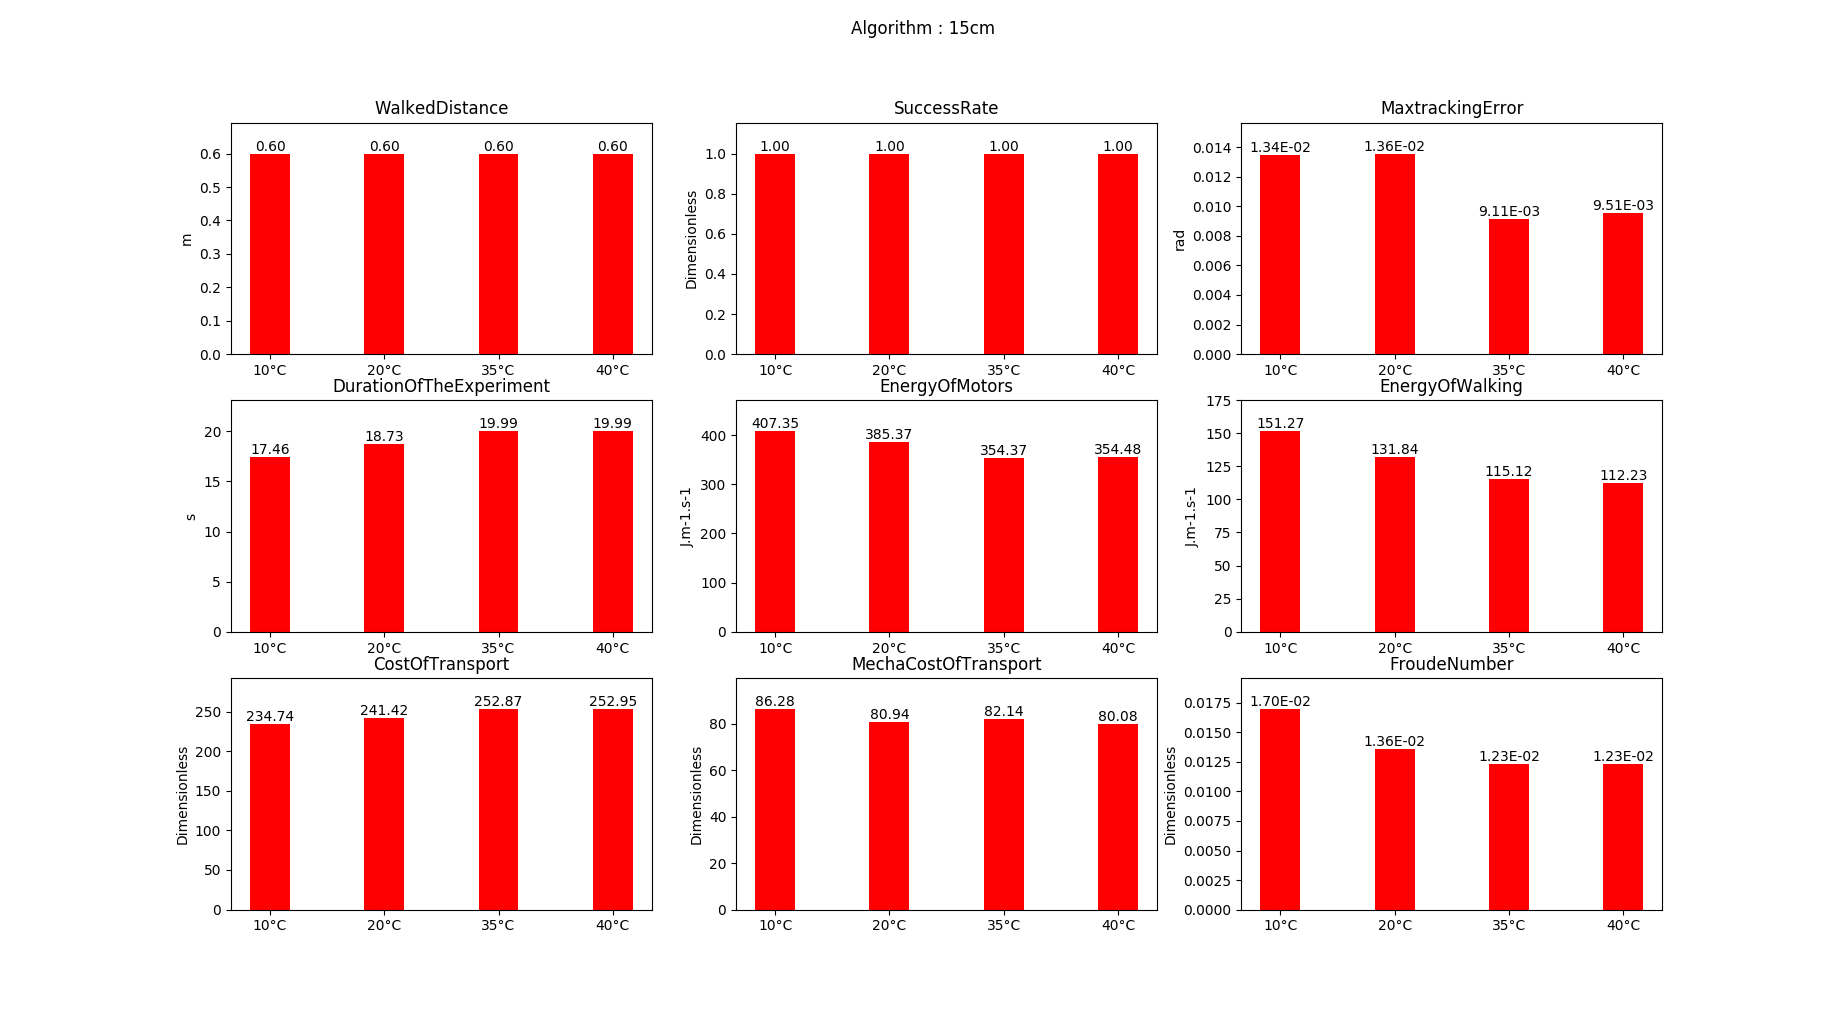 Algorithm : 15cm
WalkedDistance
m
0.6
0.5
0.4
0.3
0.2
0.1
0.0
0.60 0.60 0.60 0.60
10°C 20°C 35°C 40°C
SuccessRate
Dimensionless
1.0
0.8
0.6
0.4
0.2
0.0
1.00 1.00 1.00 1.00
10°C 20°C 35°C 40°C
MaxtrackingError
rad
0.014
0.012
0.010
0.008
0.006
0.004
0.002
0.000
1.34E-02 1.36E-02 9.11E-03 9.51E-03
10°C 20°C 35°C 40°C
DurationOfTheExperiment
s
20
15
10
5
0
17.46 18.73 19.99 19.99
10°C 20°C 35°C 40°C
EnergyOfMotors
J.m-1.s-1
400
300
200
100
0
407.35 385.37 354.37 354.48
10°C 20°C 35°C 40°C
EnergyOfWalking
J.m-1.s-1
175
150
125
100
75
50
25
0
151.27 131.84 115.12 112.23
10°C 20°C 35°C 40°C
CostOfTransport
Dimensionless
250
200
150
100
50
0
234.74 241.42 252.87 252.95
10°C 20°C 35°C 40°C
MechaCostOfTransport
Dimensionless
80
60
40
20
0
86.28 80.94 82.14 80.08
10°C 20°C 35°C 40°C
FroudeNumber
Dimensionless
0.0175
0.0150
0.0125
0.0100
0.0075
0.0050
0.0025
0.0000
1.70E-02 1.36E-02 1.23E-02 1.23E-02
10°C 20°C 35°C 40°C